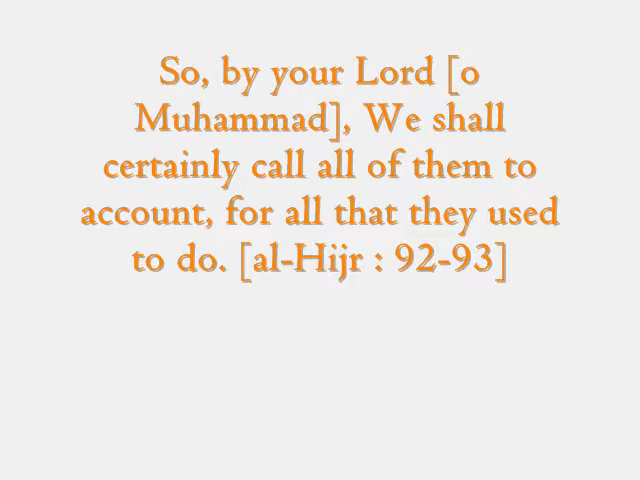 So, by your Lord [o
Muhammad], We shall
certainly call all of them to
account, for all that they used
to do. [al-Hijr : 92-93]